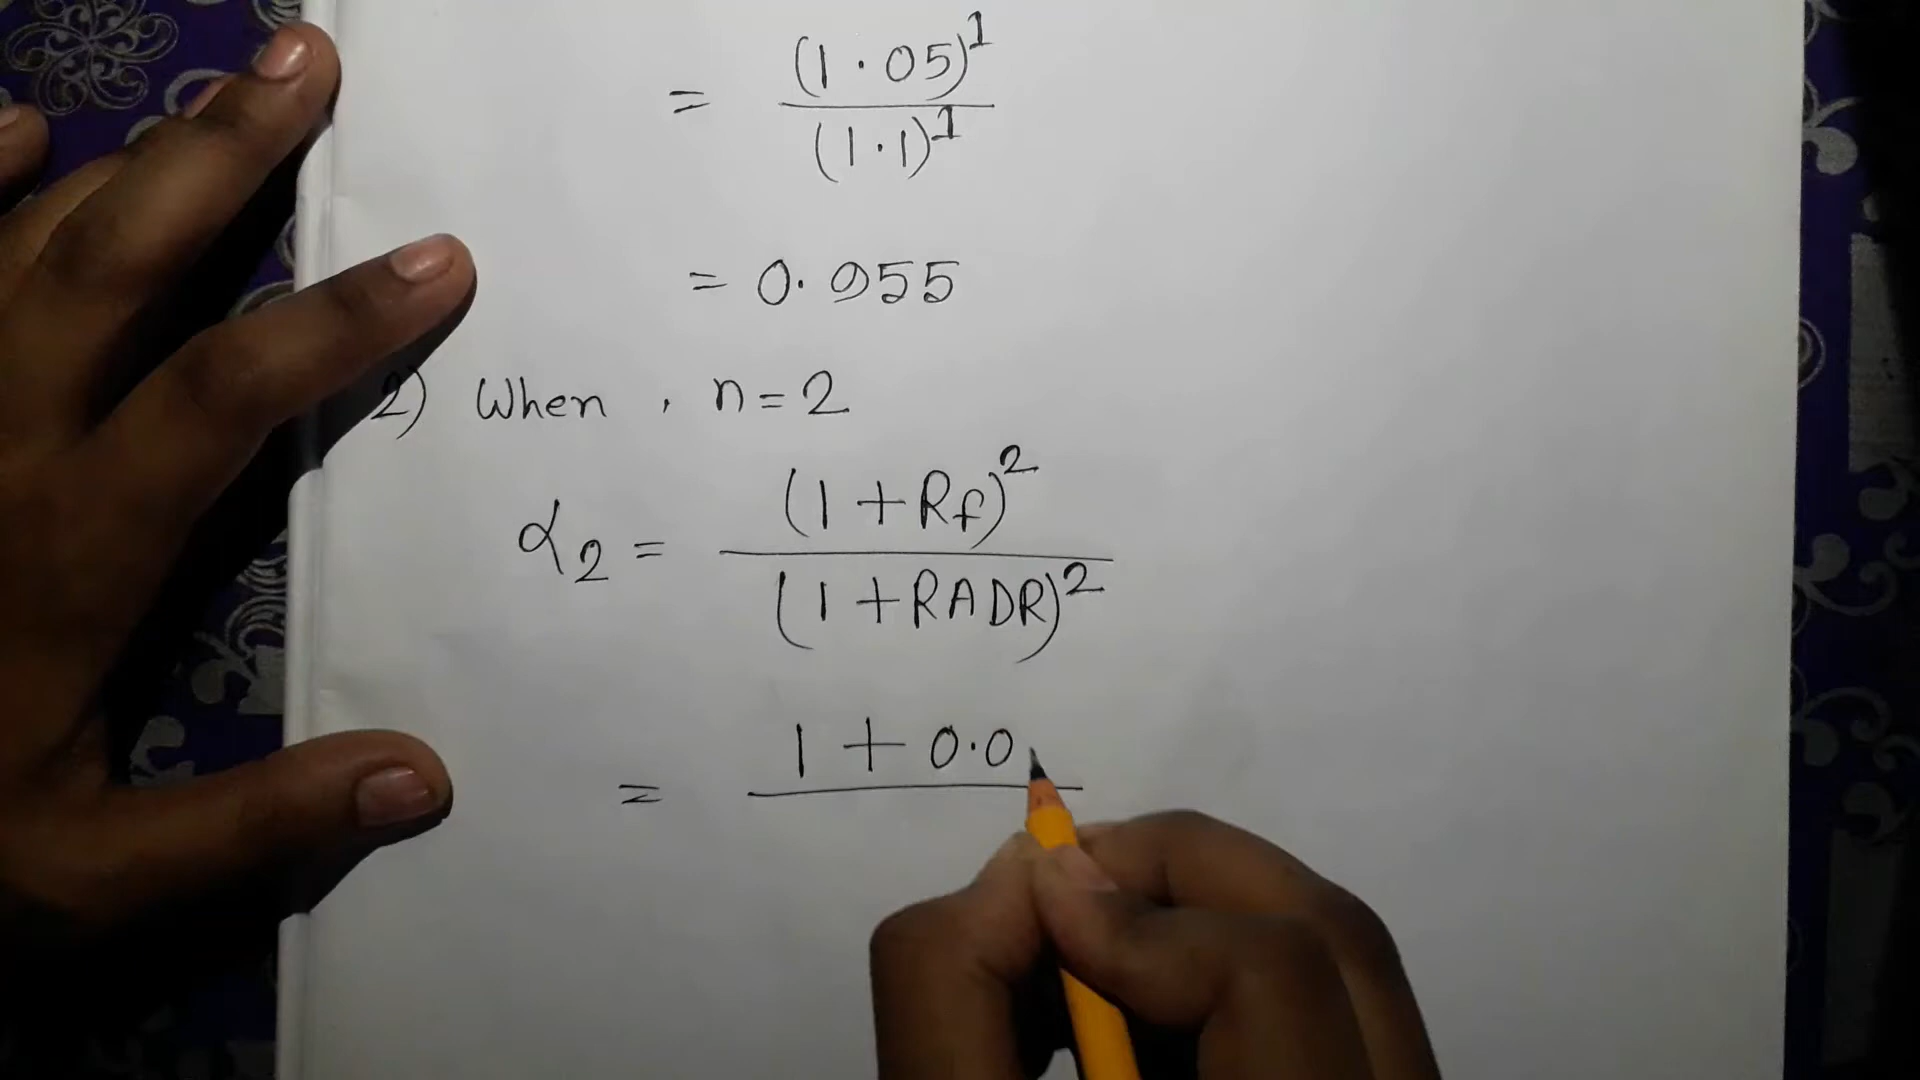 = (1.05)^1 / (1.1)^1
= 0.955
2) When, n=2
α2 = (1+Rf)^2 / (1+RADR)^2
= 1+0.0